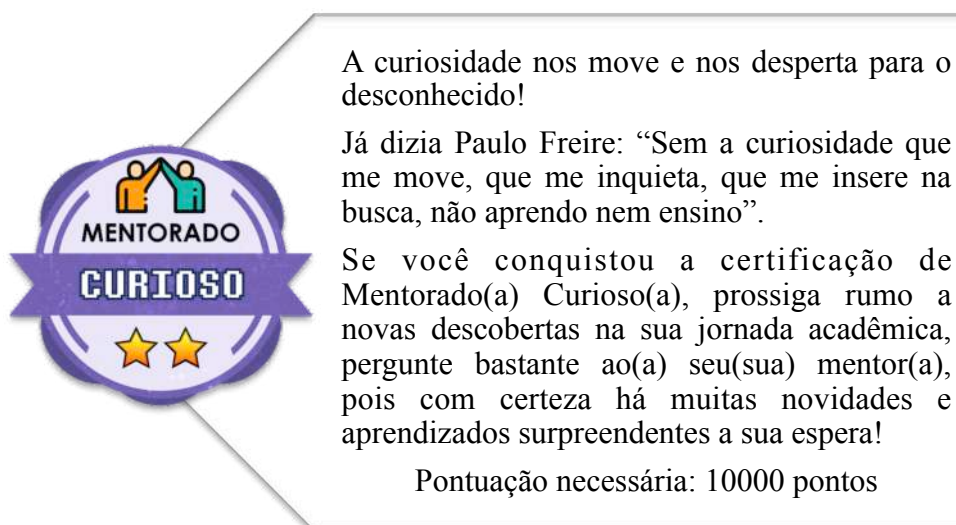 MENTORADO
CURIOSO
A curiosidade nos move e nos desperta para o
desconhecido!
Já dizia Paulo Freire: “Sem a curiosidade que
me move, que me inquieta, que me insere na
busca, não aprendo nem ensino”.
Se você conquistou a certificação de
Mentorado(a) Curioso(a), prossiga rumo a
novas descobertas na sua jornada acadêmica,
pergunte bastante ao(a) seu(sua) mentor(a),
pois com certeza há muitas novidades e
aprendizados surpreendentes a sua espera!
Pontuação necessária: 10000 pontos